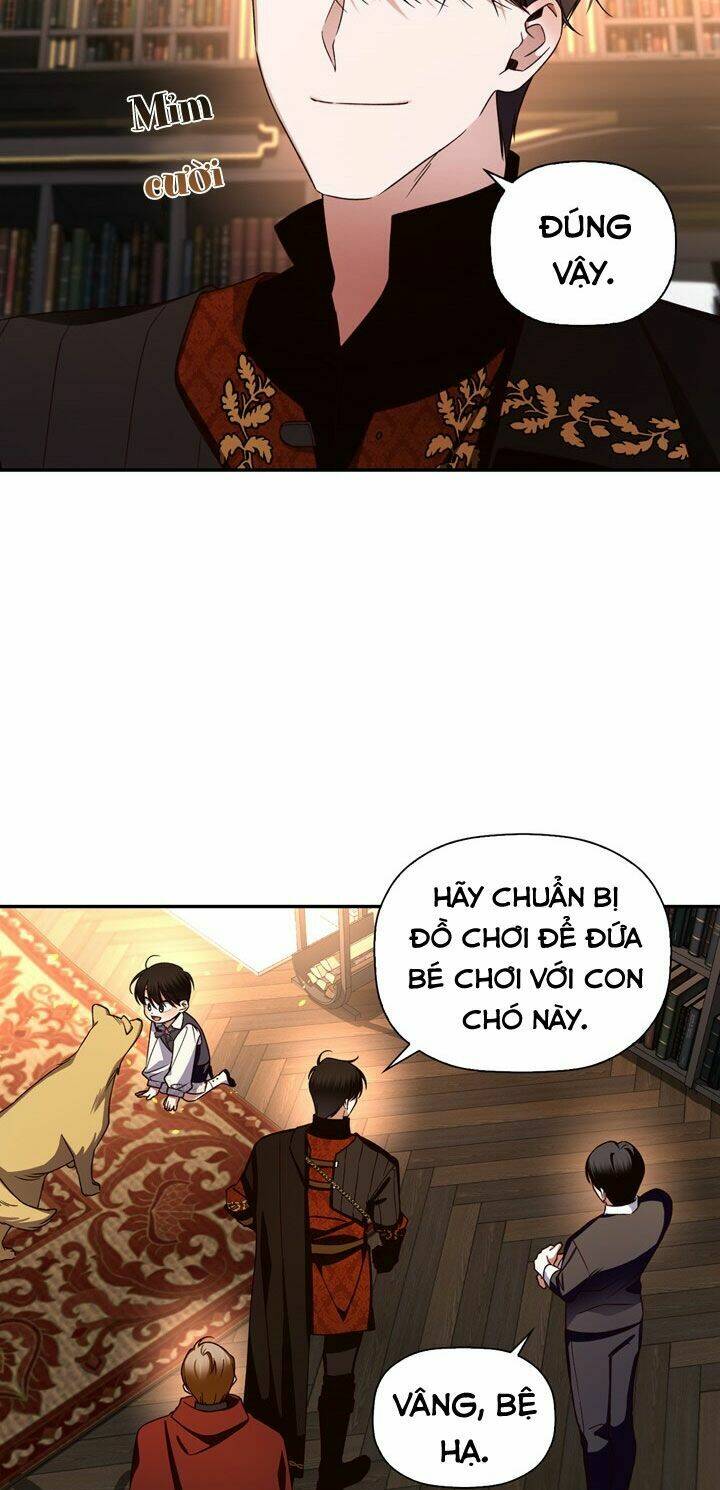 Mỉm
cười
ĐÚNG
VẬY.
HÃY CHUẨN BỊ
ĐỒ CHƠI ĐỂ ĐỨA
BÉ CHƠI VỚI CON
CHÓ NÀY.
VÂNG, BỆ
HẠ.